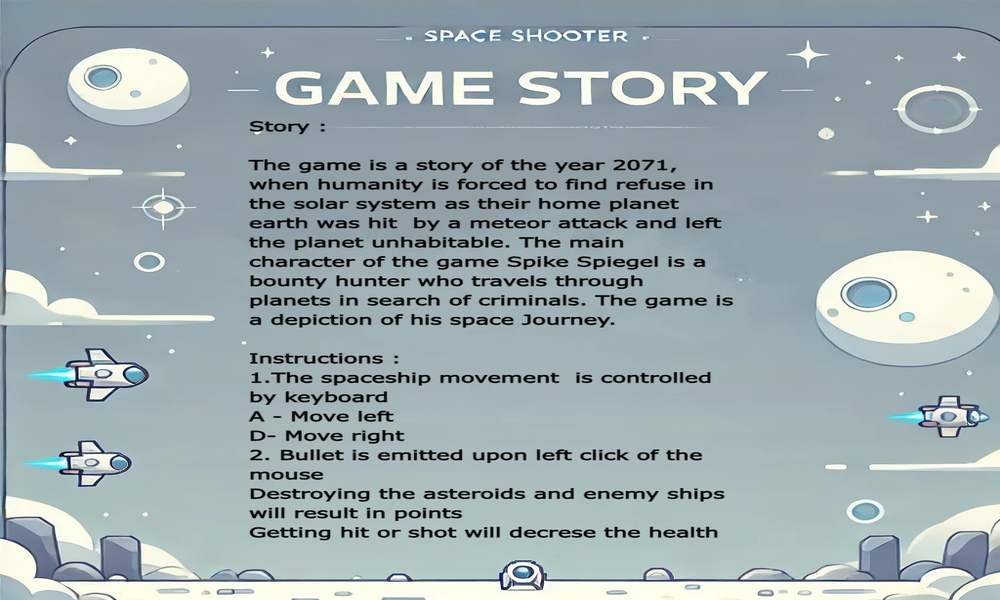 SPACE SHOOTER
GAME STORY
Story :
The game is a story of the year 2071,
when humanity is forced to find refuse in
the solar system as their home planet
earth was hit  by a meteor attack and left
the planet unhabitable. The main
character of the game Spike Spiegel is a
bounty hunter who travels through
planets in search of criminals. The game is
a depiction of his space Journey.
Instructions :
1.The spaceship movement  is controlled
by keyboard
A - Move left
D- Move right
2. Bullet is emitted upon left click of the
mouse
Destroying the asteroids and enemy ships
will result in points
Getting hit or shot will decrese the health